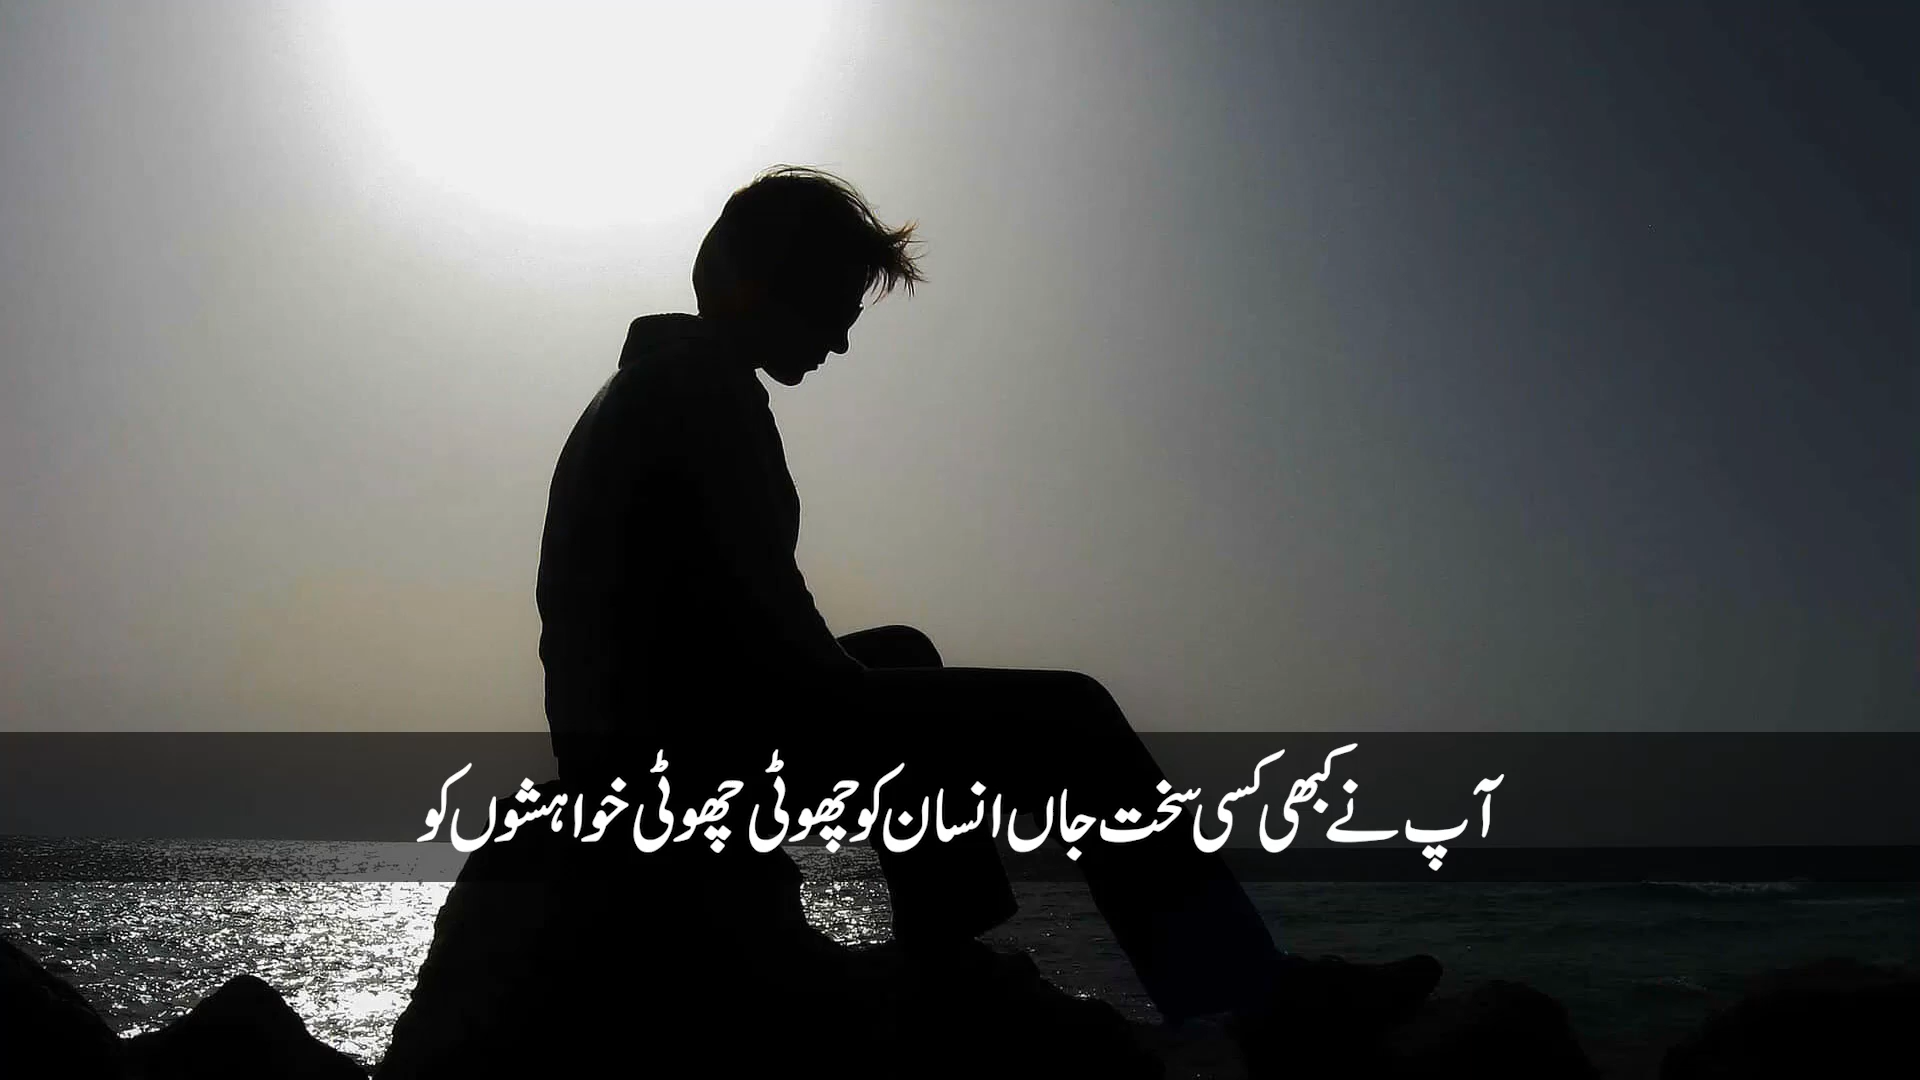 آپ نے کبھی کسی سخت جاں انسان کو چھوٹی چھوٹی خواہشوں کو